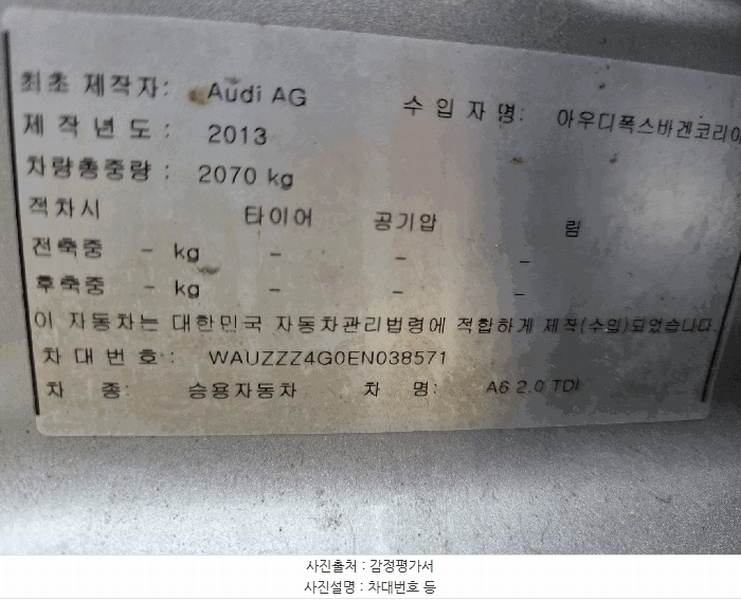 최초 제작자: Audi AG 수입자명: 아우디폭스바겐코리아
제작년도: 2013
차량총중량: 2070 kg
적차시 타이어 공기압 림
전축중 - kg - - -
후축중 - kg - - -
이 자동차는 대한민국 자동차관리법령에 적합하게 제작(수입)되었습니다.
차대번호: WAUZZZ4G0EN038571
차 종: 승용자동차 차 명: A6 2.0 TDI
사진출처 : 감정평가서
사진설명 : 차대번호 등